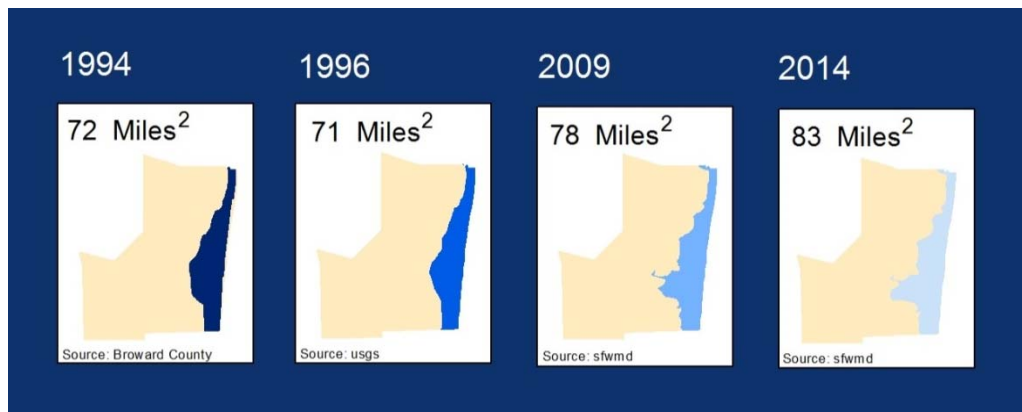 1994
72 Miles²
Source: Broward County
1996
71 Miles²
Source: usgs
2009
78 Miles²
Source: sfwmd
2014
83 Miles²
Source: sfwmd